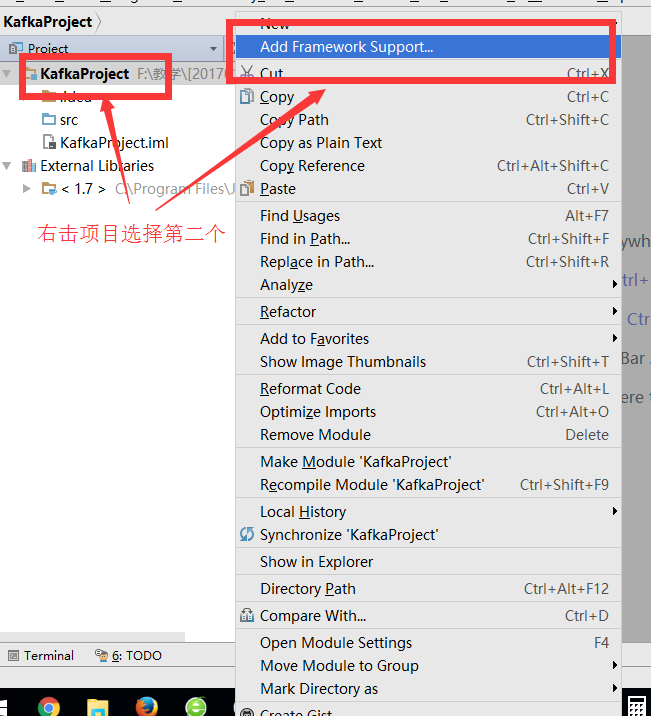 KafkaProject
Project
KafkaProject F:\教学\[2017
.idea
src
KafkaProject.iml
External Libraries
< 1.7 > C:\Program Files\J
右击项目选择第二个
New
Add Framework Support...
Cut Ctrl+X
Copy Ctrl+C
Copy Path Ctrl+Shift+C
Copy as Plain Text
Copy Reference Ctrl+Alt+Shift+C
Paste Ctrl+V
Find Usages Alt+F7
Find in Path... Ctrl+Shift+F
Replace in Path... Ctrl+Shift+R
Analyze
Refactor
Add to Favorites
Show Image Thumbnails Ctrl+Shift+T
Reformat Code Ctrl+Alt+L
Optimize Imports Ctrl+Alt+O
Remove Module Delete
Make Module 'KafkaProject'
Recompile Module 'KafkaProject' Ctrl+Shift+F9
Local History
Synchronize 'KafkaProject'
Show in Explorer
Directory Path Ctrl+Alt+F12
Compare With... Ctrl+D
Open Module Settings F4
Move Module to Group
Mark Directory as
Create Gist...
ywh
trl+
Ctr
Bar
ere t
Terminal 6: TODO